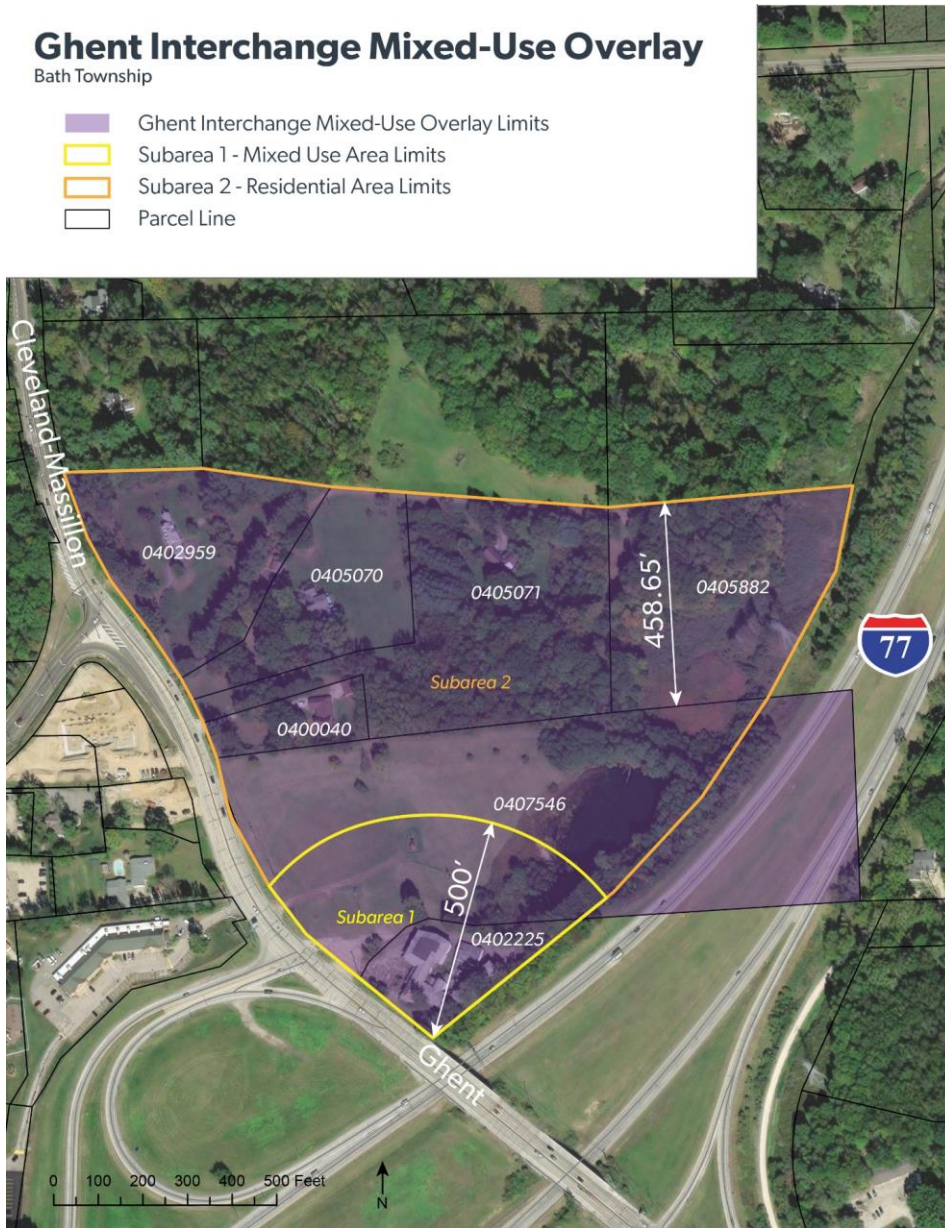 Ghent Interchange Mixed-Use Overlay
Bath Township
Ghent Interchange Mixed-Use Overlay Limits
Subarea 1 - Mixed Use Area Limits
Subarea 2 - Residential Area Limits
Parcel Line
Cleveland-Massillon
0402959
0405070
0405071
0405882
458.65'
77
Subarea 2
0400040
0407546
500'
Subarea 1
0402225
Ghent
0 100 200 300 400 500 Feet
N